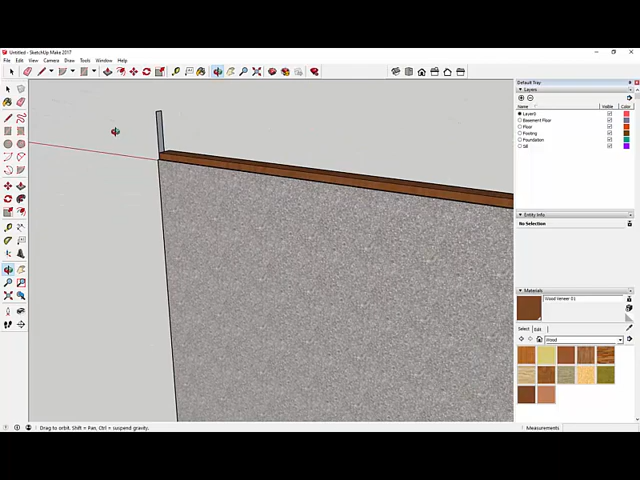 Untitled - SketchUp Make 2017
File Edit View Camera Draw Tools Window Help
Default Tray
Layers
Name Visible Color
Layer0
Basement Floor
Floor
Footing
Foundation
Sill
Entity Info
No Selection
Materials
Wood Veneer 01
Select Edit
Wood
Drag to orbit. Shift = Pan, Ctrl = suspend gravity.
Measurements